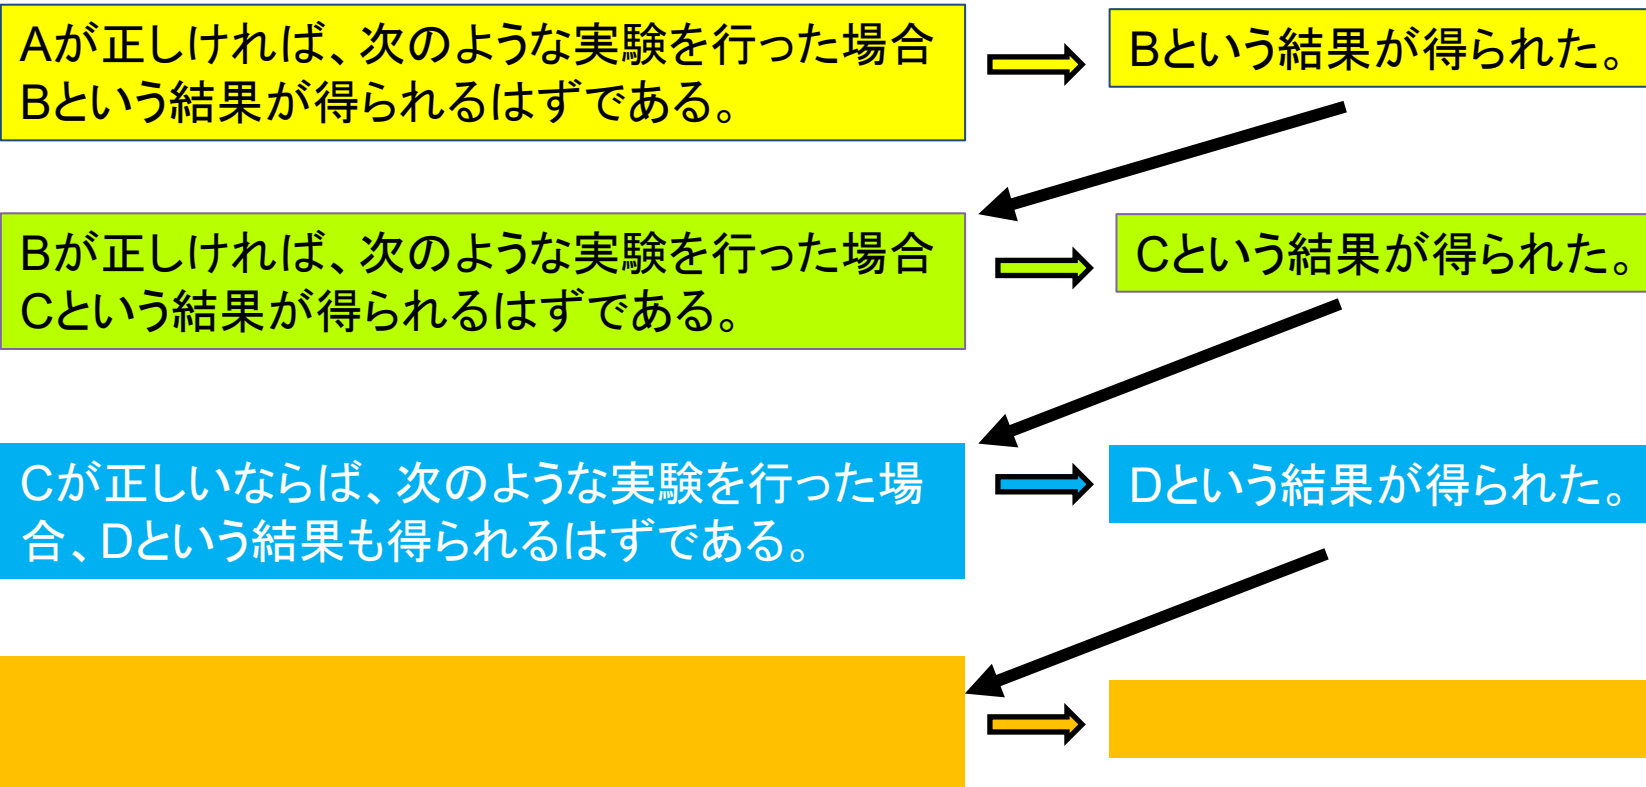 Aが正しければ、次のような実験を行った場合
Bという結果が得られるはずである。
Bという結果が得られた。
Bが正しければ、次のような実験を行った場合
Cという結果が得られるはずである。
Cという結果が得られた。
Cが正しいならば、次のような実験を行った場
合、Dという結果も得られるはずである。
Dという結果が得られた。